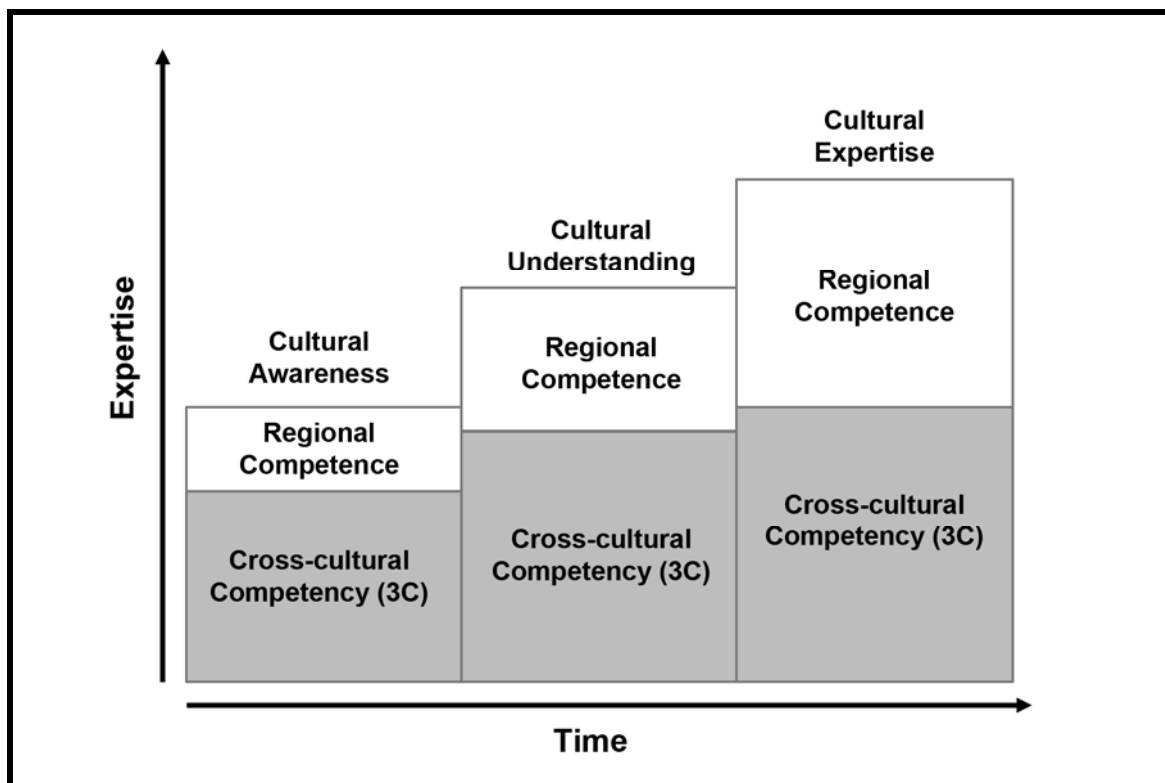 Cultural
Expertise
Cultural
Understanding
Regional
Competence
Cultural
Awareness
Regional
Competence
Regional
Competence
Cross-cultural
Competency (3C)
Cross-cultural
Competency (3C)
Cross-cultural
Competency (3C)
Expertise
Time